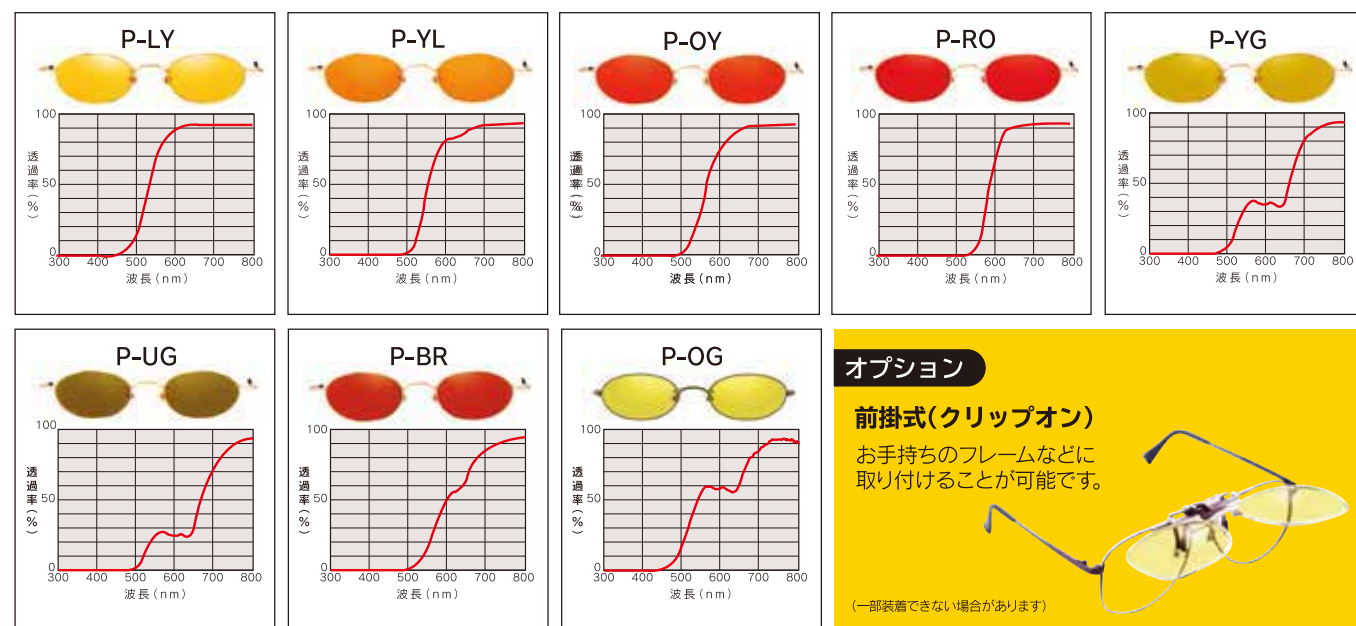 P-LY
100
50
0
透過率(%)
300 400 500 600 700 800
波長(nm)
P-YL
100
50
0
透過率(%)
300 400 500 600 700 800
波長(nm)
P-OY
100
50
0
透過率(%)
300 400 500 600 700 800
波長(nm)
P-RO
100
50
0
透過率(%)
300 400 500 600 700 800
波長(nm)
P-YG
100
50
0
透過率(%)
300 400 500 600 700 800
波長(nm)
P-UG
100
50
0
透過率(%)
300 400 500 600 700 800
波長(nm)
P-BR
100
50
0
透過率(%)
300 400 500 600 700 800
波長(nm)
P-OG
100
50
0
透過率(%)
300 400 500 600 700 800
波長(nm)
オプション
前掛式(クリップオン)
お手持ちのフレームなどに
取り付けることが可能です。
(一部装着できない場合があります)